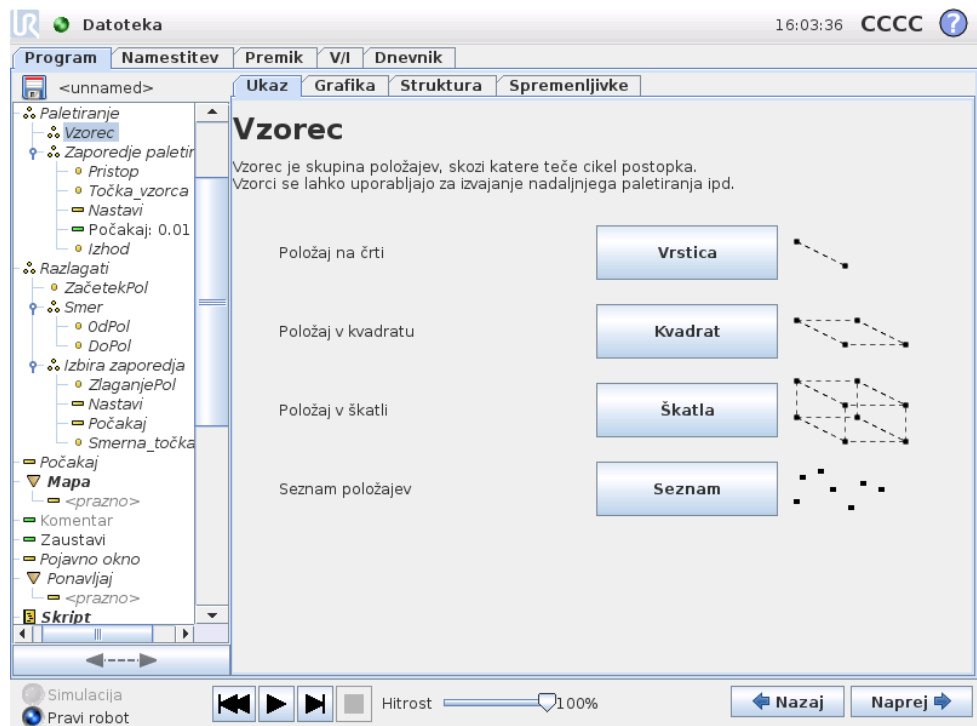 UR Datoteka 16:03:36 CCCC ?
Program Namestitev Premik V/I Dnevnik
<unnamed>
Ukaz Grafika Struktura Spremenljivke
Paletiranje
Vzorec
Zaporedje paletir
Pristop
Točka_vzorca
Nastavi
Počakaj: 0.01
Izhod
Razlagati
ZačetekPol
Smer
OdPol
DoPol
Izbira zaporedja
ZlaganjePol
Nastavi
Počakaj
Smerna_točka
Počakaj
Mapa
<prazno>
Komentar
Zaustavi
Pojavno okno
Ponavljaj
<prazno>
Skript
Vzorec
Vzorec je skupina položajev, skozi katere teče cikel postopka.
Vzorci se lahko uporabljajo za izvajanje nadaljnjega paletiranja ipd.
Položaj na črti Vrstica
Položaj v kvadratu Kvadrat
Položaj v škatli Škatla
Seznam položajev Seznam
Simulacija
Pravi robot
Hitrost 100%
Nazaj Naprej